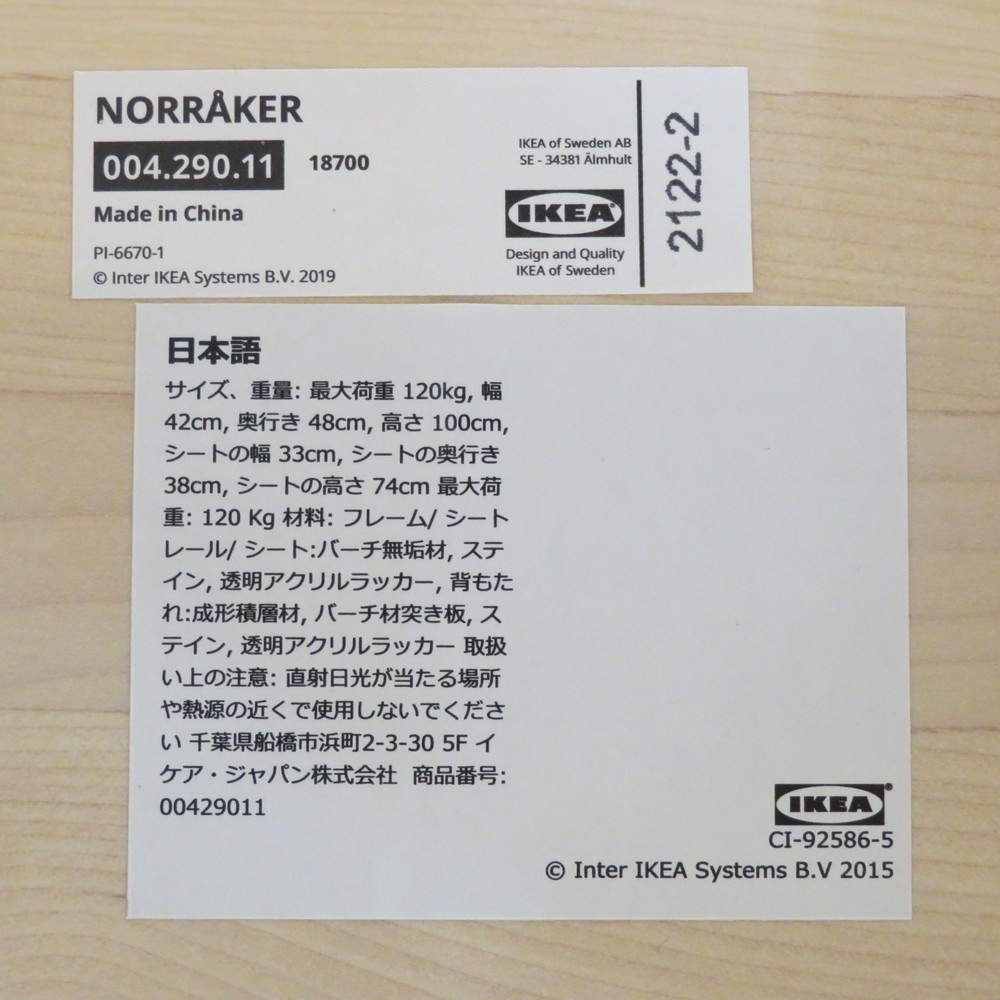 NORRÅKER
004.290.11 18700
Made in China
PI-6670-1
© Inter IKEA Systems B.V. 2019
IKEA of Sweden AB
SE - 34381 Älmhult
IKEA
Design and Quality
IKEA of Sweden
2122-2
日本語
サイズ、重量: 最大荷重 120kg, 幅
42cm, 奥行き 48cm, 高さ 100cm,
シートの幅 33cm, シートの奥行き
38cm, シートの高さ 74cm 最大荷
重: 120 Kg 材料: フレーム/ シート
レール/ シート:バーチ無垢材, ステ
イン, 透明アクリルラッカー, 背もた
れ:成形積層材, バーチ材突き板, ス
テイン, 透明アクリルラッカー 取扱
い上の注意: 直射日光が当たる場所
や熱源の近くで使用しないでくださ
い 千葉県船橋市浜町2-3-30 5F イ
ケア・ジャパン株式会社 商品番号:
00429011
IKEA®
CI-92586-5
© Inter IKEA Systems B.V 2015